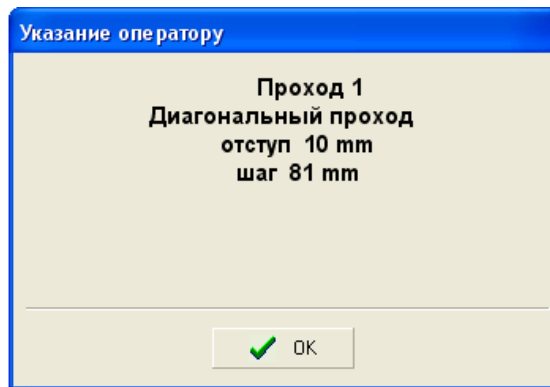 Указание оператору
Проход 1
Диагональный проход
отступ 10 mm
шаг 81 mm
OK